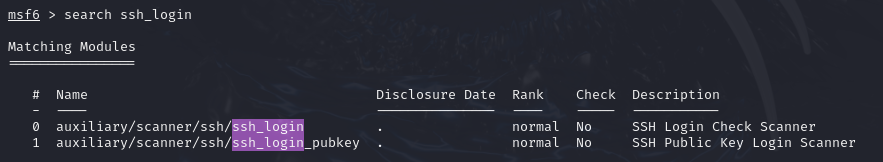 msf6 > search ssh_login
Matching Modules
================
# Name Disclosure Date Rank Check Description
- ---- --------------- ---- ----- -----------
0 auxiliary/scanner/ssh/ssh_login . normal No SSH Login Check Scanner
1 auxiliary/scanner/ssh/ssh_login_pubkey . normal No SSH Public Key Login Scanner